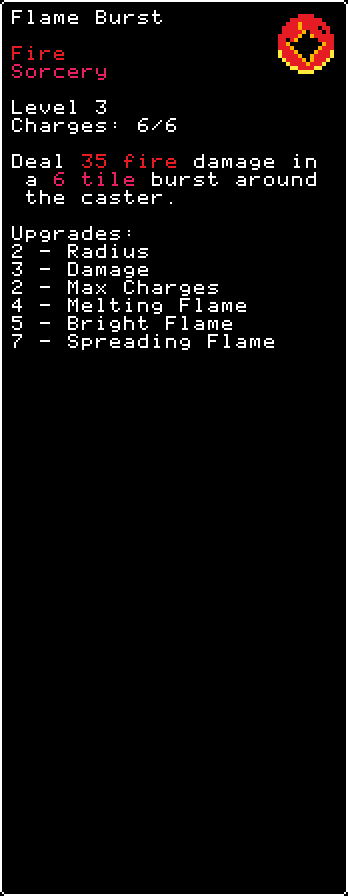 Flame Burst
Fire
Sorcery
Level 3
Charges: 6/6
Deal 35 fire damage in
a 6 tile burst around
the caster.
Upgrades:
2 - Radius
3 - Damage
2 - Max Charges
4 - Melting Flame
5 - Bright Flame
7 - Spreading Flame